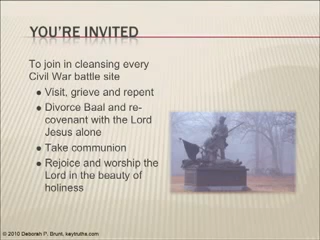 YOU'RE INVITED
To join in cleansing every
Civil War battle site
● Visit, grieve and repent
● Divorce Baal and re-
covenant with the Lord
Jesus alone
● Take communion
● Rejoice and worship the
Lord in the beauty of
holiness
© 2010 Deborah P. Brunt, keytruths.com